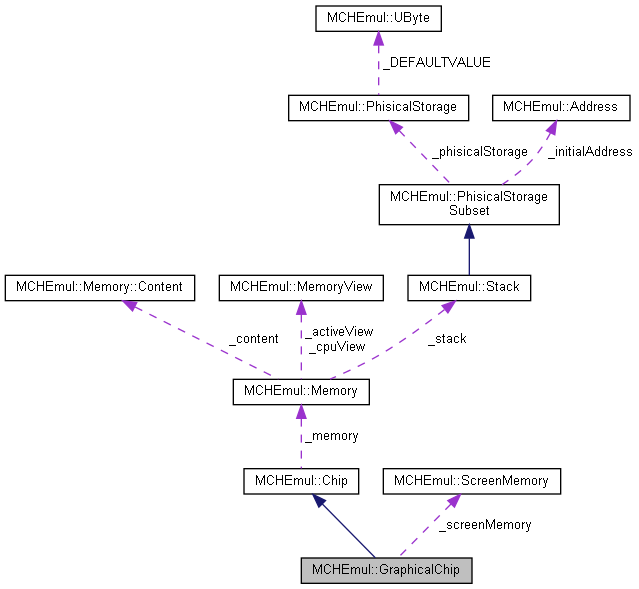 MCHEmul::UByte
_DEFAULTVALUE
MCHEmul::PhisicalStorage
MCHEmul::Address
_phisicalStorage
_initialAddress
MCHEmul::PhisicalStorage
Subset
MCHEmul::Memory::Content
MCHEmul::MemoryView
MCHEmul::Stack
_content
_activeView
_cpuView
_stack
MCHEmul::Memory
_memory
MCHEmul::Chip
MCHEmul::ScreenMemory
_screenMemory
MCHEmul::GraphicalChip